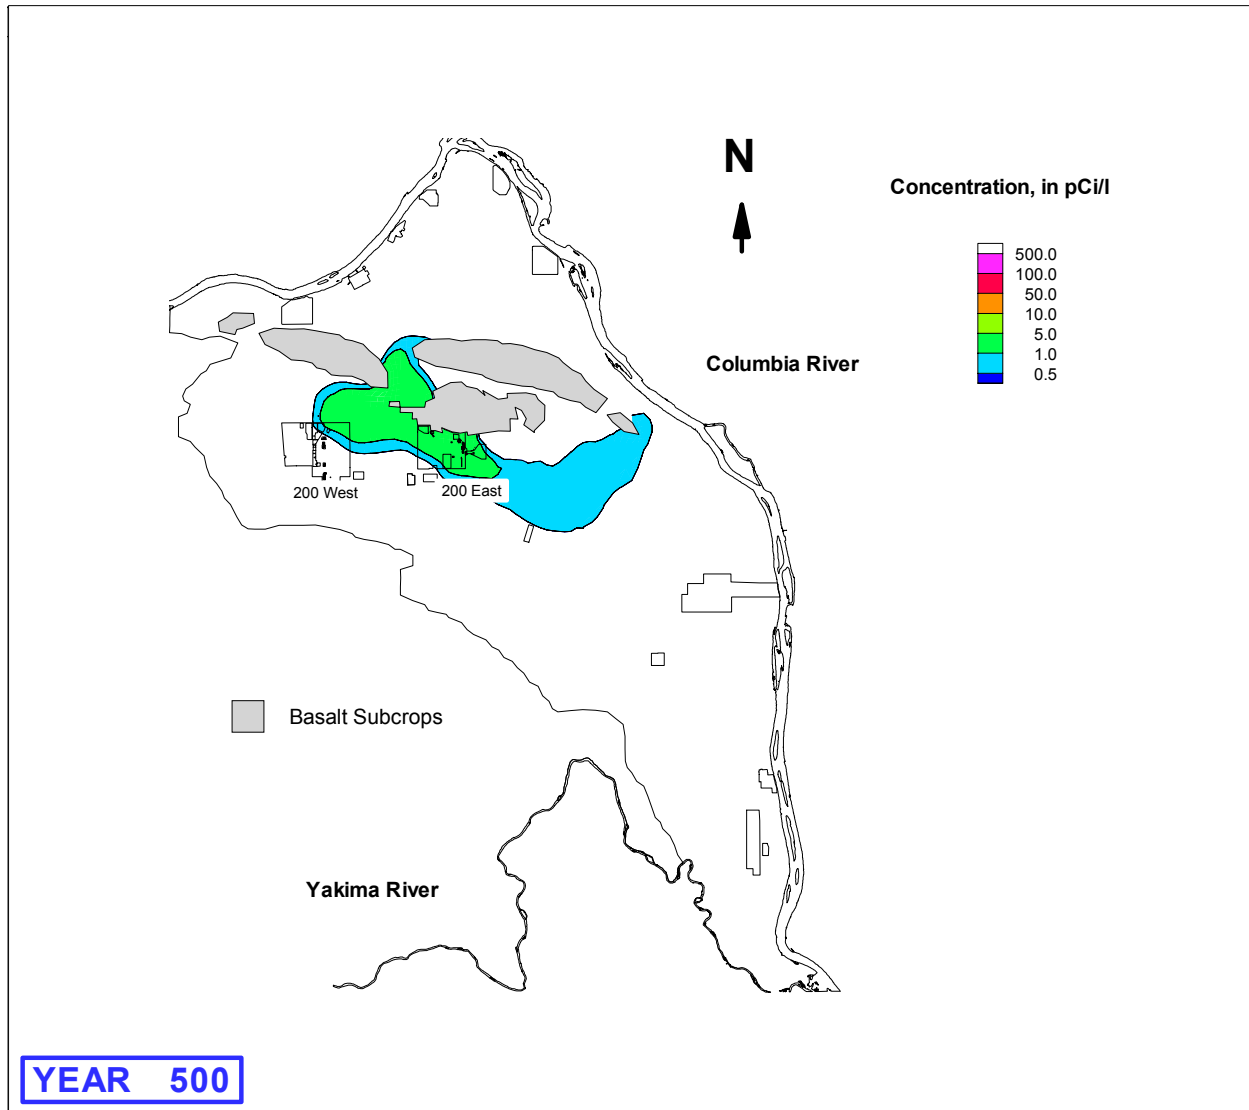 N
Concentration, in pCi/l
500.0
100.0
50.0
10.0
5.0
1.0
0.5
Columbia River
200 West
200 East
Basalt Subcrops
Yakima River
YEAR 500